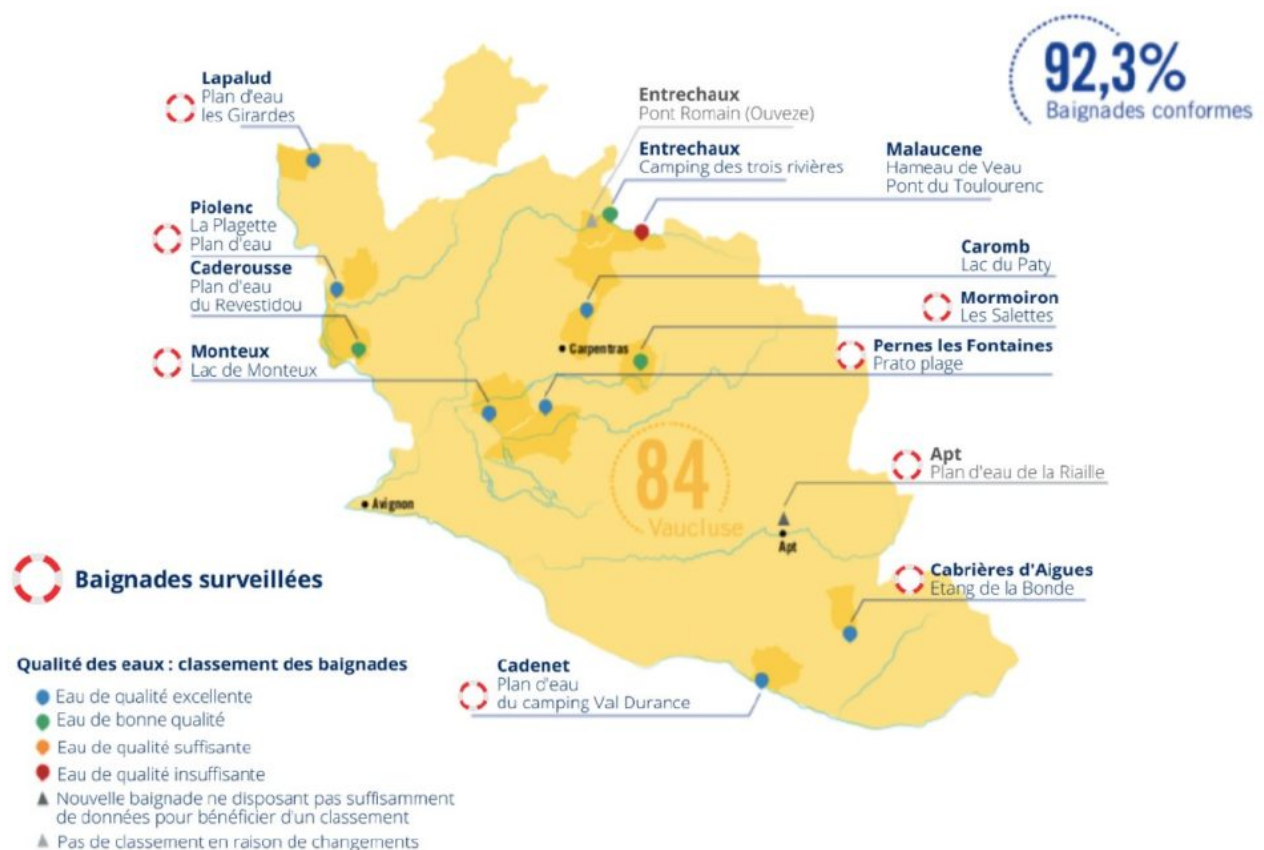 92,3%
Baignades conformes
Lapalud
Plan d'eau
les Girardes
Entrechaux
Pont Romain (Ouveze)
Entrechaux
Camping des trois rivières
Malaucene
Hameau de Veau
Pont du Toulourenc
Piolenc
La Plagette
Plan d'eau
Caderousse
Plan d'eau
du Revestidou
Caromb
Lac du Paty
Mormoiron
Les Salettes
Monteux
Lac de Monteux
Carpentras
Pernes les Fontaines
Prato plage
84
Vaucluse
Apt
Plan d'eau de la Riaille
Avignon
Apt
Baignades surveillées
Cabrières d'Aigues
Etang de la Bonde
Cadenet
Plan d'eau
du camping Val Durance
Qualité des eaux : classement des baignades
Eau de qualité excellente
Eau de bonne qualité
Eau de qualité suffisante
Eau de qualité insuffisante
Nouvelle baignade ne disposant pas suffisamment
de données pour bénéficier d'un classement
Pas de classement en raison de changements